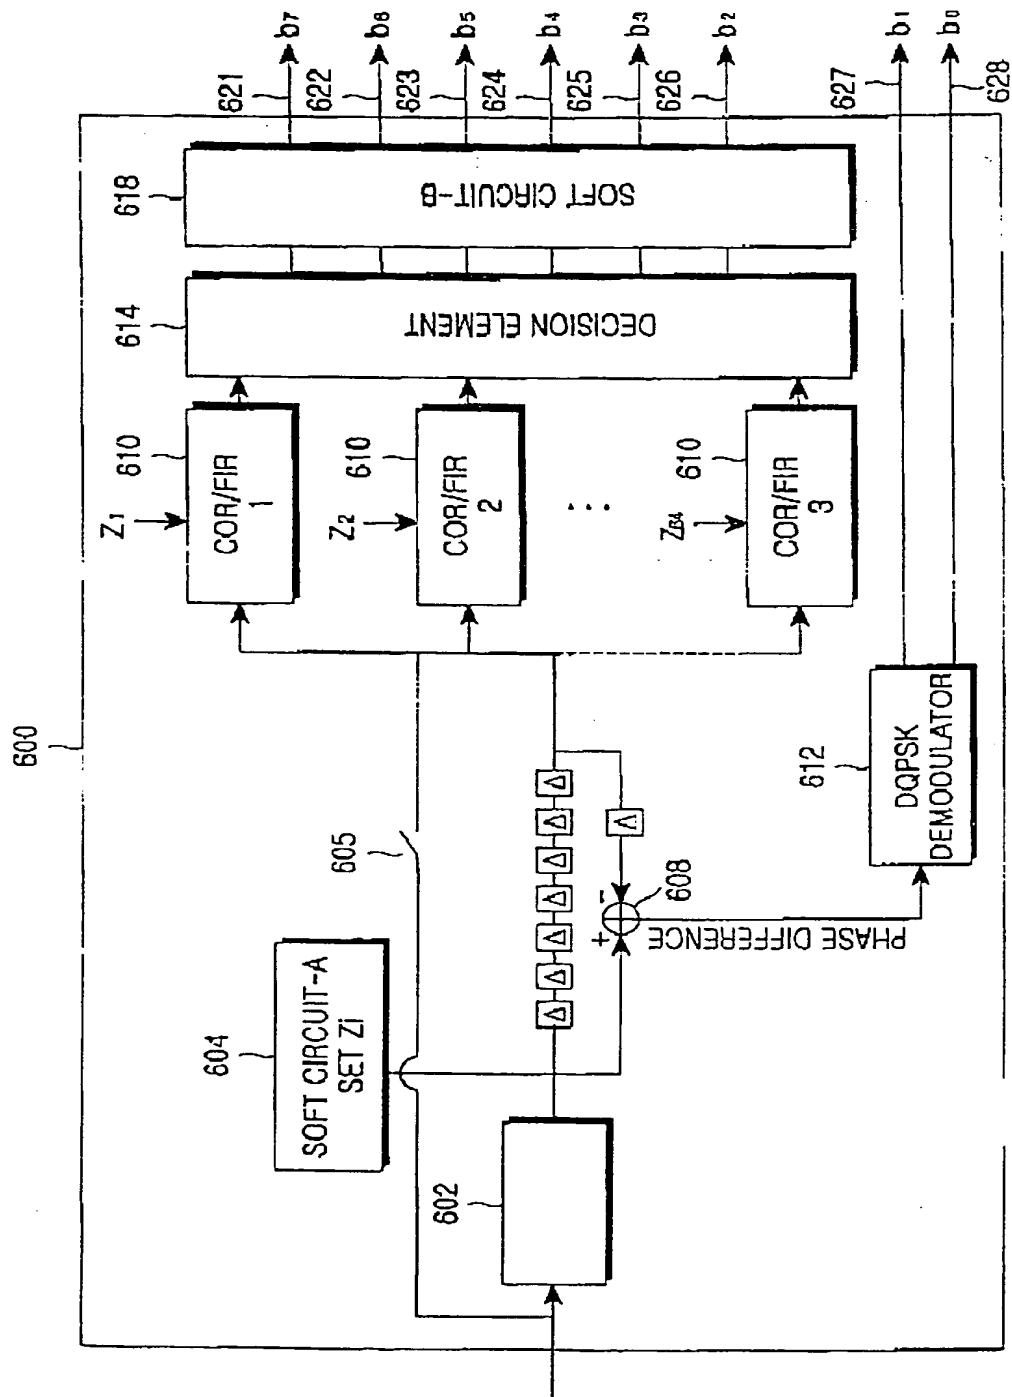 600
602
604
SOFT CIRCUIT-A
SET Zi
605
+
-
608
PHASE DIFFERENCE
Δ
Δ
Δ
Δ
Δ
Δ
Δ
Δ
Z1
610
COR/FIR
1
Z2
610
COR/FIR
2
...
Z64
610
COR/FIR
3
612
DQPSK
DEMODULATOR
614
DECISION ELEMENT
618
SOFT CIRCUIT-B
621
b7
622
b6
623
b5
624
b4
625
b3
626
b2
627
b1
628
b0